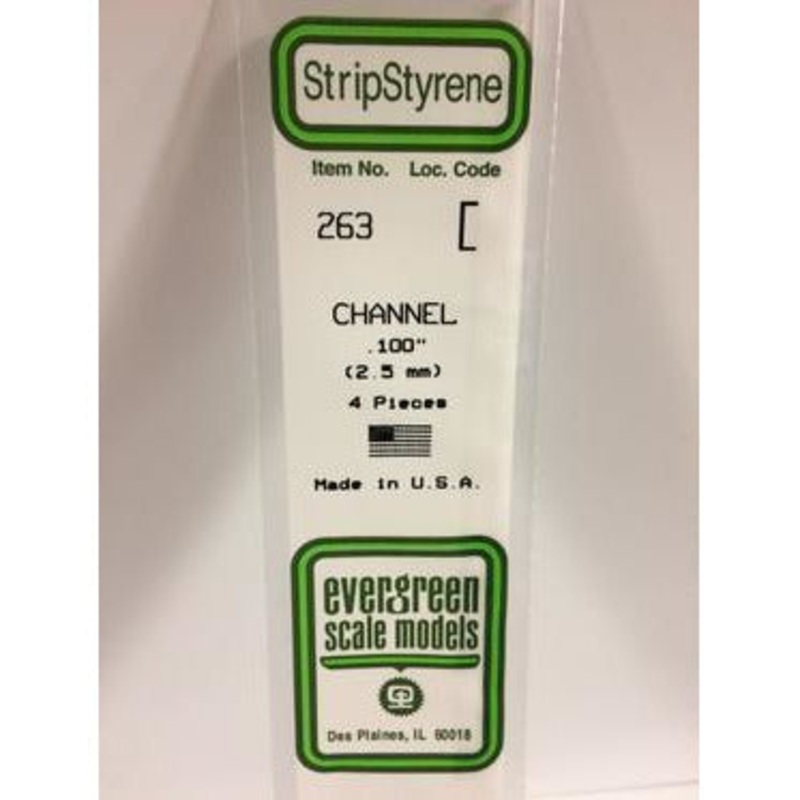 StripStyrene
Item No. Loc. Code
263 [
CHANNEL
.100"
(2.5 mm)
4 Pieces
Made in U.S.A.
evergreen
scale models
Des Plaines, IL 60018